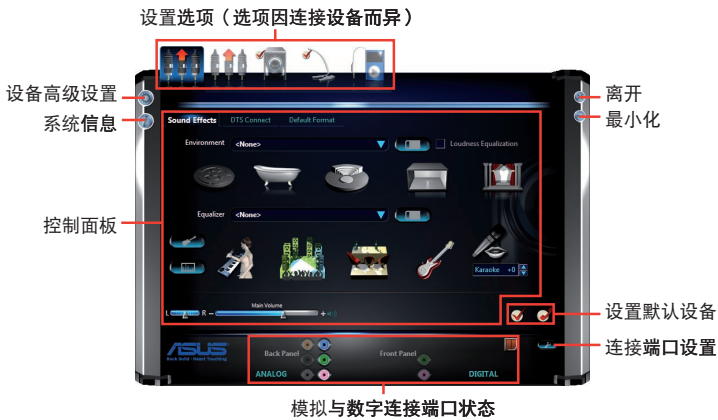 设置选项（选项因连接设备而异）
设备高级设置
系统信息
离开
最小化
Sound Effects DTS Connect Default Format
Environment <None> Loudness Equalization
控制面板
Equalizer <None>
Karaoke +0
L R - Main Volume +
设置默认设备
连接端口设置
ASUS
Rock Solid · Heart Touching
Back Panel Front Panel
ANALOG DIGITAL
模拟与数字连接端口状态